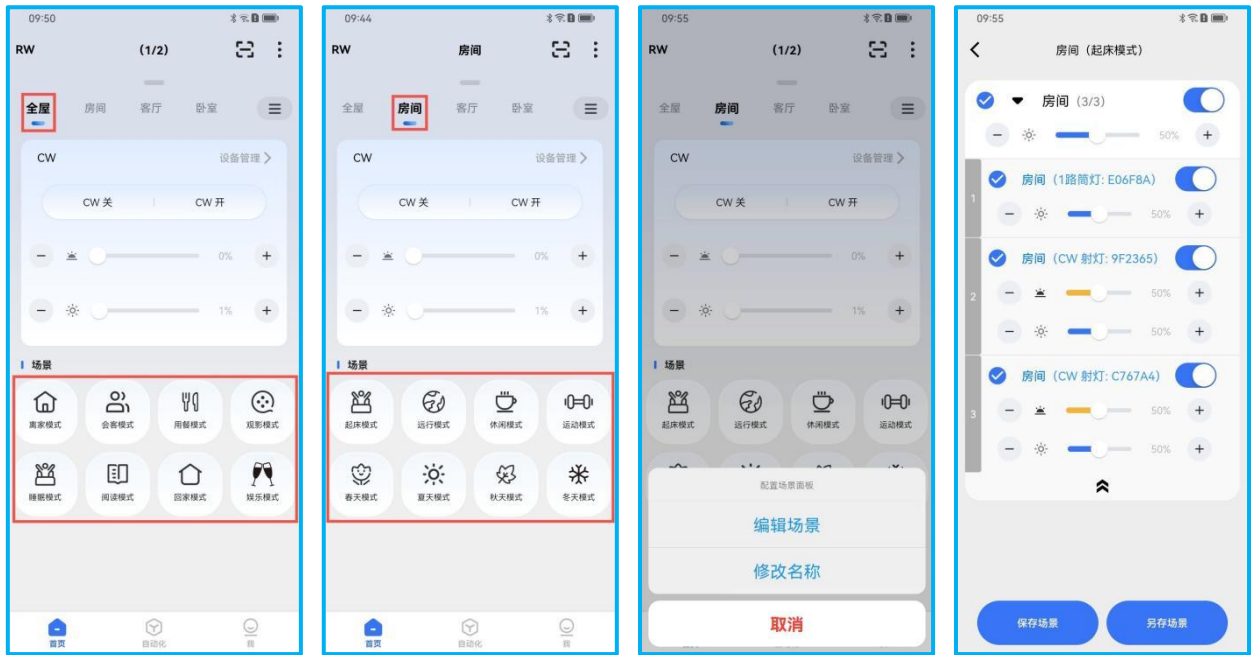 09:50
RW (1/2)
全屋 房间 客厅 卧室
CW 设备管理
CW 关 CW 开
0%
1%
场景
离家模式 会客模式 用餐模式 观影模式
睡眠模式 阅读模式 回家模式 娱乐模式
首页 自动化 我
09:44
RW 房间
全屋 房间 客厅 卧室
CW 设备管理
CW 关 CW 开
0%
1%
场景
起床模式 远行模式 休闲模式 运动模式
春天模式 夏天模式 秋天模式 冬天模式
首页 自动化 我
09:55
RW (1/2)
全屋 房间 客厅 卧室
CW 设备管理
CW 关 CW 开
0%
1%
场景
起床模式 远行模式 休闲模式 运动模式
配置场景面板
编辑场景
修改名称
取消
09:55
房间（起床模式）
房间 (3/3)
50%
1
房间（1路筒灯: E06F8A）
50%
2
房间（CW 射灯: 9F2365）
50%
50%
3
房间（CW 射灯: C767A4）
50%
50%
保存场景 另存场景